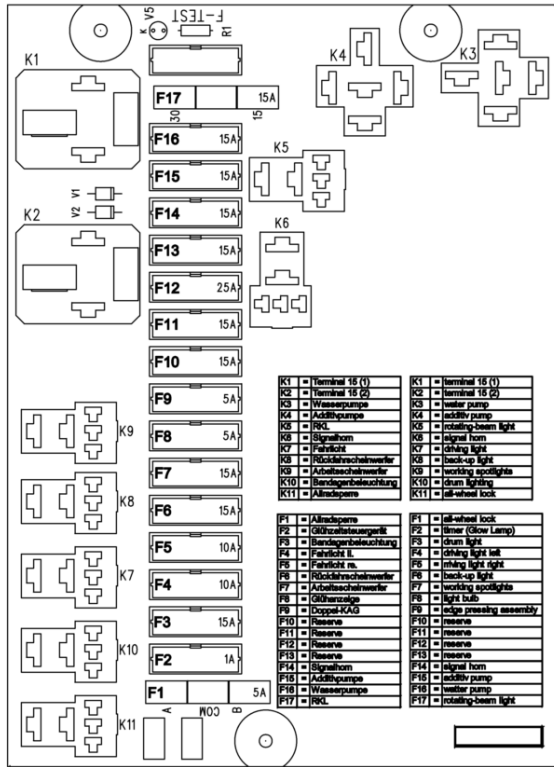 V5
F-TEST
K
R1
K1
K4
K3
F17 15A
30 15
F16 15A
K5
F15 15A
V1
V2
F14 15A
K2
K6
F13 15A
F12 25A
F11 15A
F10 15A
F9 5A
K9
F8 5A
F7 15A
K8
F6 15A
F5 10A
K7
F4 10A
F3 15A
K10
F2 1A
F1 5A
A COM B
K11
K1 = Terminal 15 (1)
K2 = Terminal 15 (2)
K3 = Wasserpumpe
K4 = Additivpumpe
K5 = RKL
K6 = Signalhorn
K7 = Fahrlicht
K8 = Rückfahrscheinwerfer
K9 = Arbeitsscheinwerfer
K10 = Bandagenbeleuchtung
K11 = Allradsperre
K1 = terminal 15 (1)
K2 = terminal 15 (2)
K3 = water pump
K4 = additiv pump
K5 = rotating-beam light
K6 = signal horn
K7 = driving light
K8 = back-up light
K9 = working spotlights
K10 = drum lighting
K11 = all-wheel lock
F1 = Allradsperre
F2 = Glühzeitsteuergerät
F3 = Bandagenbeleuchtung
F4 = Fahrlicht li.
F5 = Fahrlicht re.
F6 = Rückfahrscheinwerfer
F7 = Arbeitsscheinwerfer
F8 = Glühanzeige
F9 = Doppel-KAG
F10 = Reserve
F11 = Reserve
F12 = Reserve
F13 = Reserve
F14 = Signalhorn
F15 = Additivpumpe
F16 = Wasserpumpe
F17 = RKL
F1 = all-wheel lock
F2 = timer (Glow Lamp)
F3 = drum light
F4 = driving light left
F5 = rriving light right
F6 = back-up light
F7 = working spotlights
F8 = light bulb
F9 = edge pressing assembly
F10 = reserve
F11 = reserve
F12 = reserve
F13 = reserve
F14 = signal horn
F15 = additiv pump
F16 = watter pump
F17 = rotating-beam light